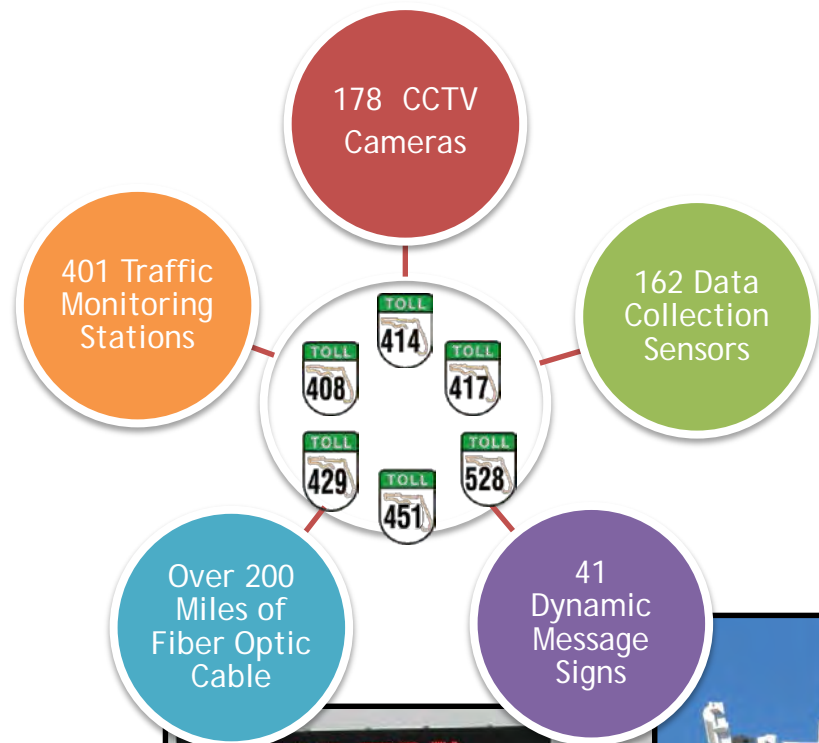 178 CCTV
Cameras
401 Traffic
Monitoring
Stations
162 Data
Collection
Sensors
TOLL
414
TOLL
408
TOLL
417
TOLL
429
TOLL
528
TOLL
451
Over 200
Miles of
Fiber Optic
Cable
41
Dynamic
Message
Signs